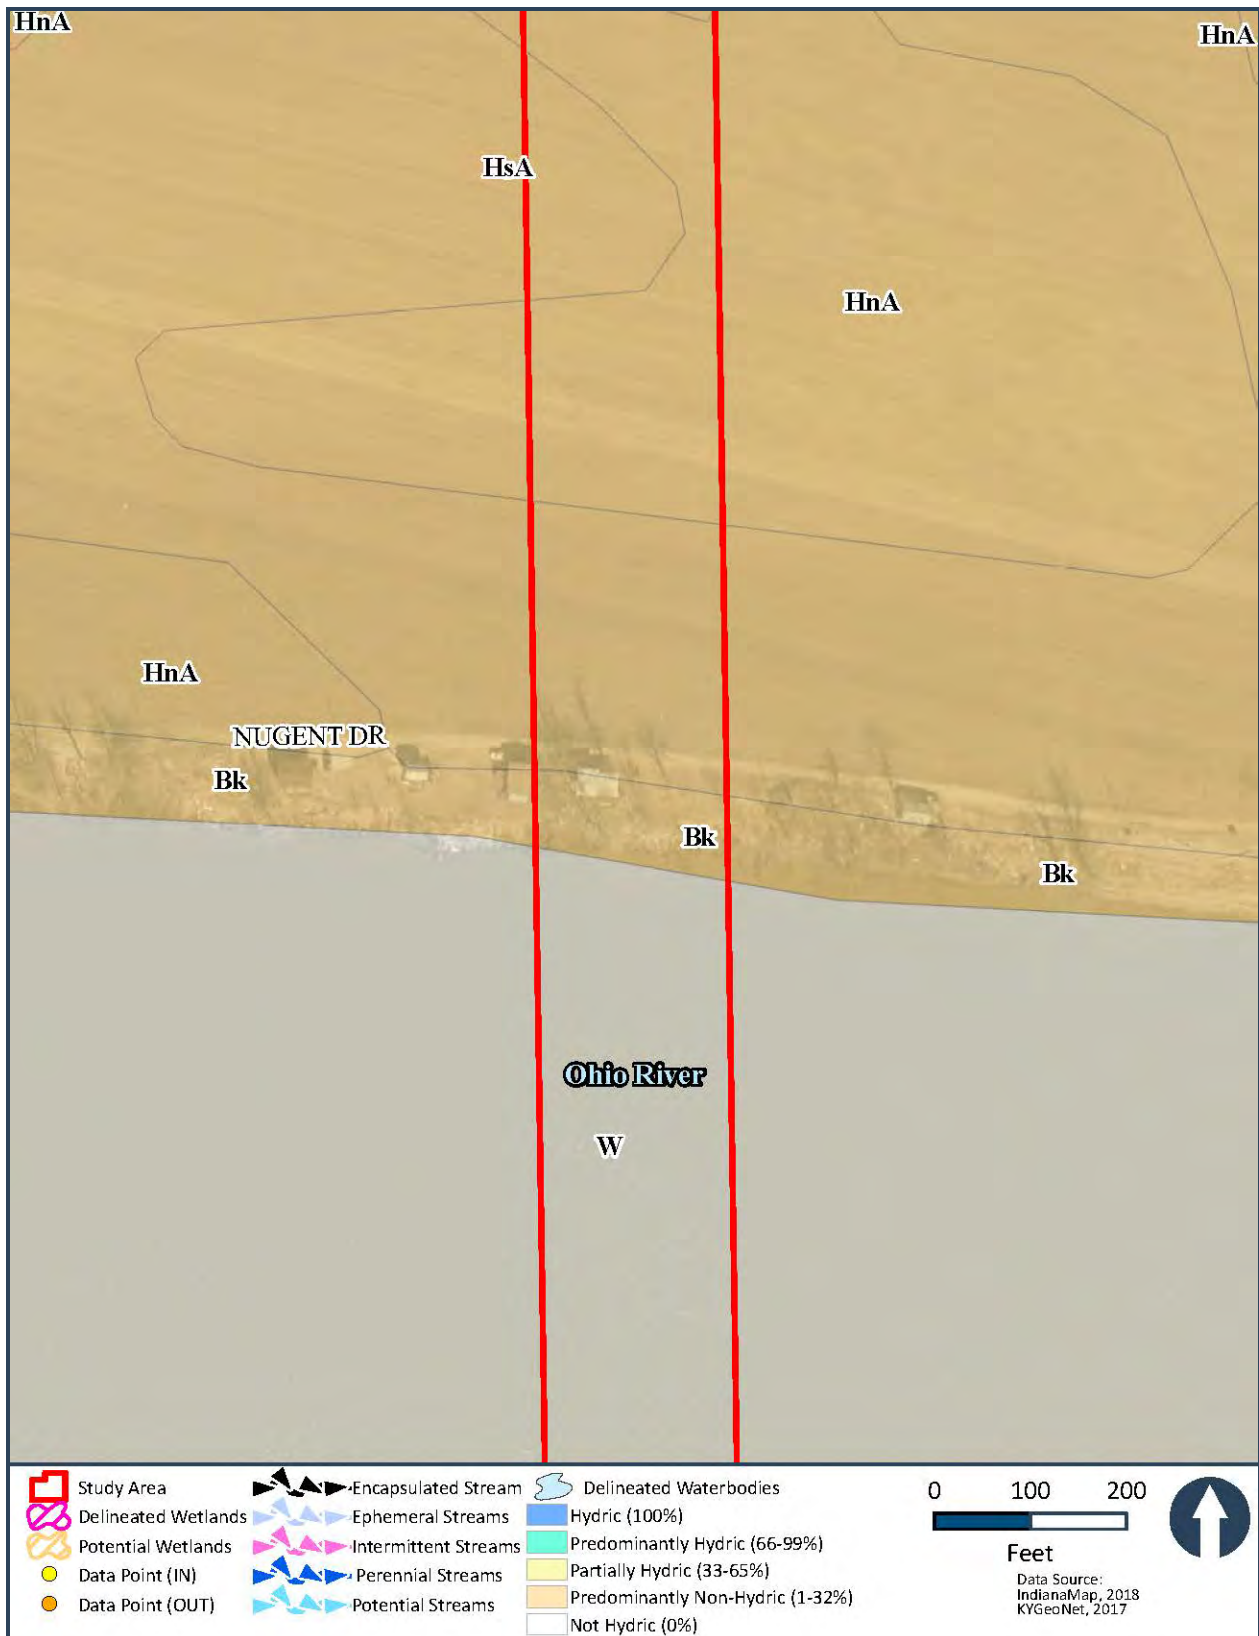 HnA
HnA
HsA
HnA
HnA
NUGENT DR
Bk
Bk
Bk
Ohio River
W
Study Area
Delineated Wetlands
Potential Wetlands
Data Point (IN)
Data Point (OUT)
Encapsulated Stream
Ephemeral Streams
Intermittent Streams
Perennial Streams
Potential Streams
Delineated Waterbodies
Hydric (100%)
Predominantly Hydric (66-99%)
Partially Hydric (33-65%)
Predominantly Non-Hydric (1-32%)
Not Hydric (0%)
0 100 200
Feet
Data Source:
IndianaMap, 2018
KYGeoNet, 2017